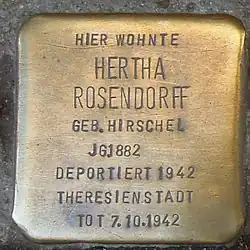 HIER WOHNTE
HERTHA
ROSENDORFF
GEB. HIRSCHEL
JG. 1882
DEPORTIERT 1942
THERESIENSTADT
TOT 7.10.1942